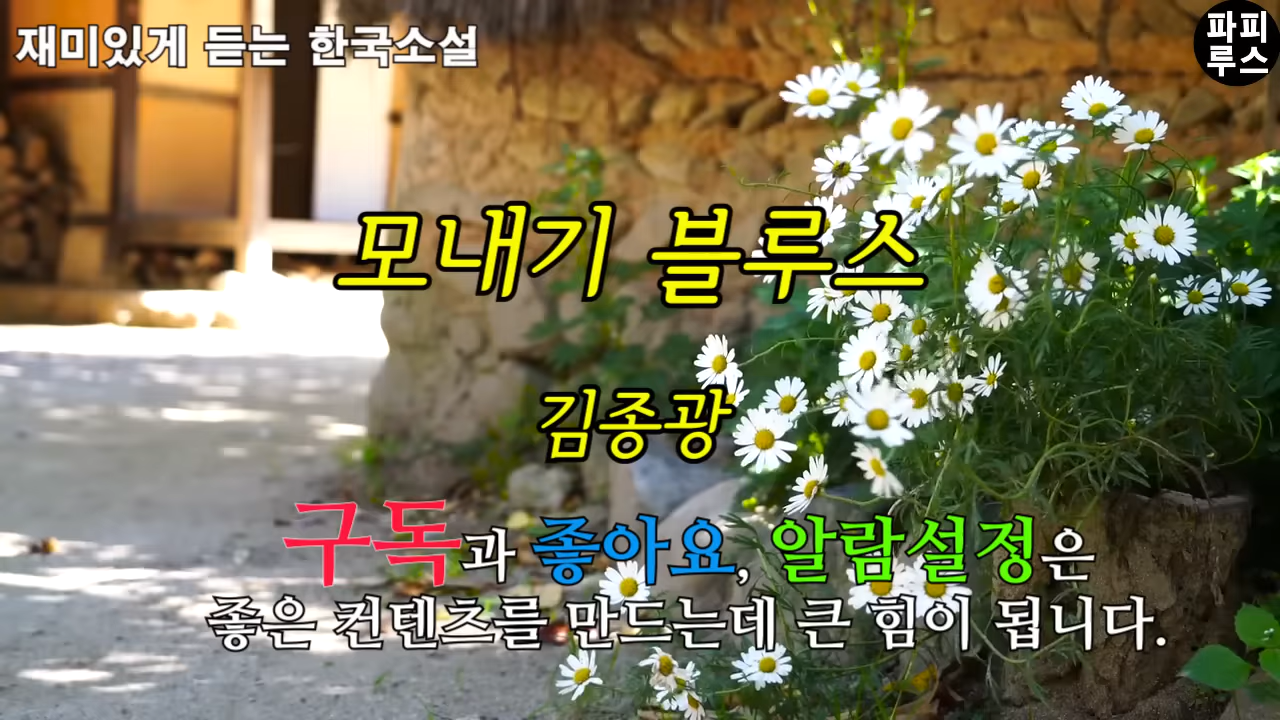 재미있게 듣는 한국소설
파피
루스
모내기 블루스
김종광
구독과 좋아요, 알람설정은
좋은 컨텐츠를 만드는데 큰 힘이 됩니다.